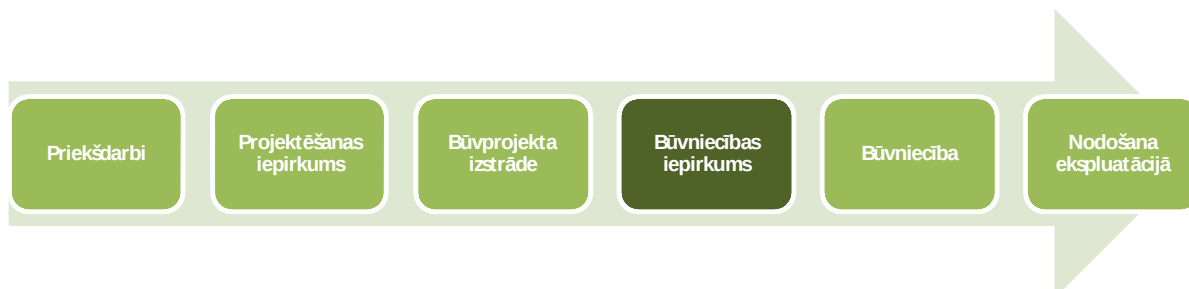 Priekšdarbi
Projektēšanas
iepirkums
Būvprojekta
izstrāde
Būvniecības
iepirkums
Būvniecība
Nodošana
ekspluatācijā